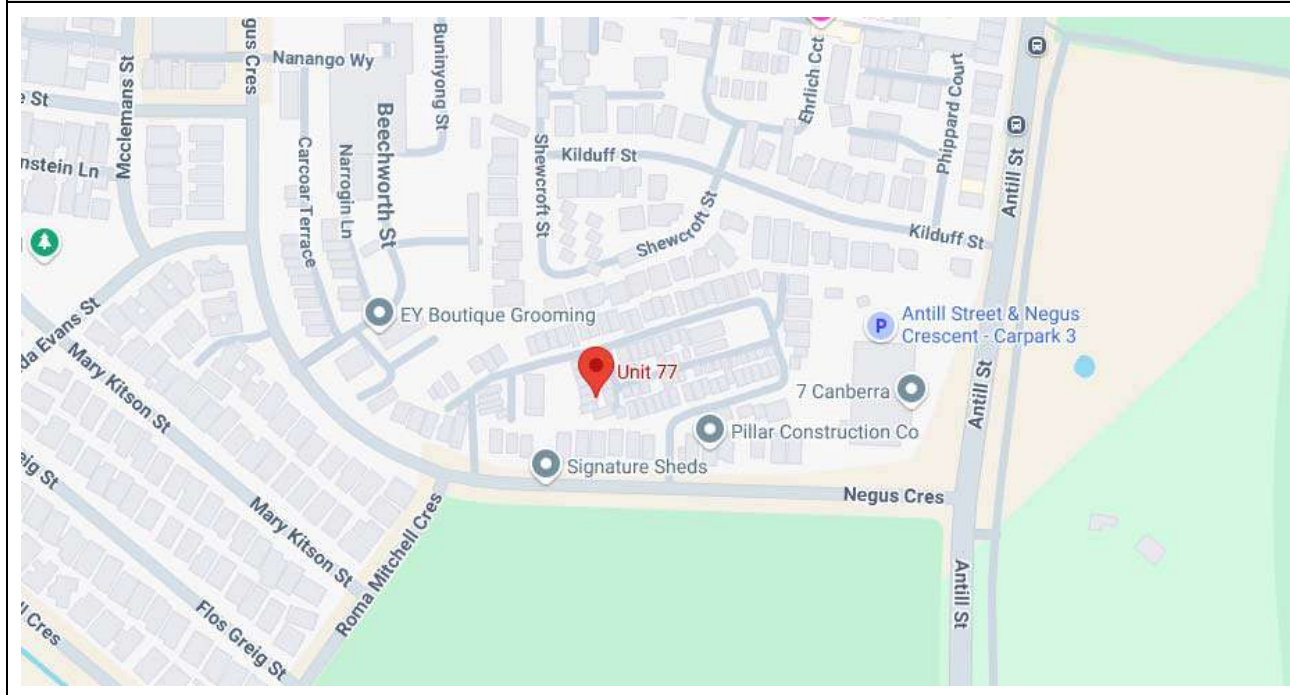 gus Cres
Mcclemans St
Nanango Wy
Buninyong St
Beechworth St
Carcoar Terrace
Narrogin Ln
e St
nstein Ln
Shewcroft St
Kilduff St
Ehrlich Cct
Phippard Court
Antill St
Shewcroft St
Kilduff St
EY Boutique Grooming
P
Antill Street & Negus
Crescent - Carpark 3
da Evans St
Mary Kitson St
Unit 77
7 Canberra
Antill St
Pillar Construction Co
Signature Sheds
Negus Cres
eig St
Mary Kitson St
Roma Mitchell Cres
Flos Greig St
Antill St
ll Cres